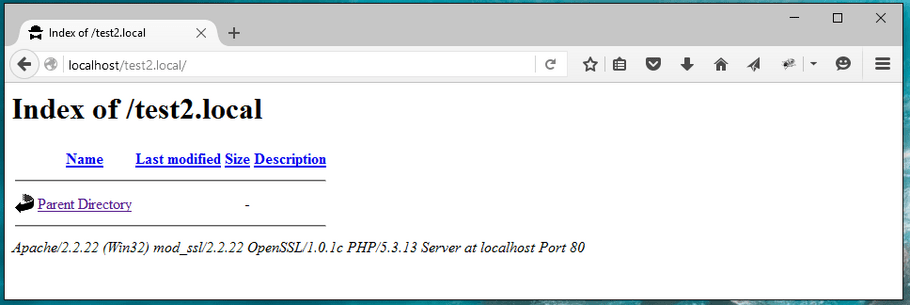 Index of /test2.local
localhost/test2.local/
Index of /test2.local
Name Last modified Size Description
Parent Directory -
Apache/2.2.22 (Win32) mod_ssl/2.2.22 OpenSSL/1.0.1c PHP/5.3.13 Server at localhost Port 80